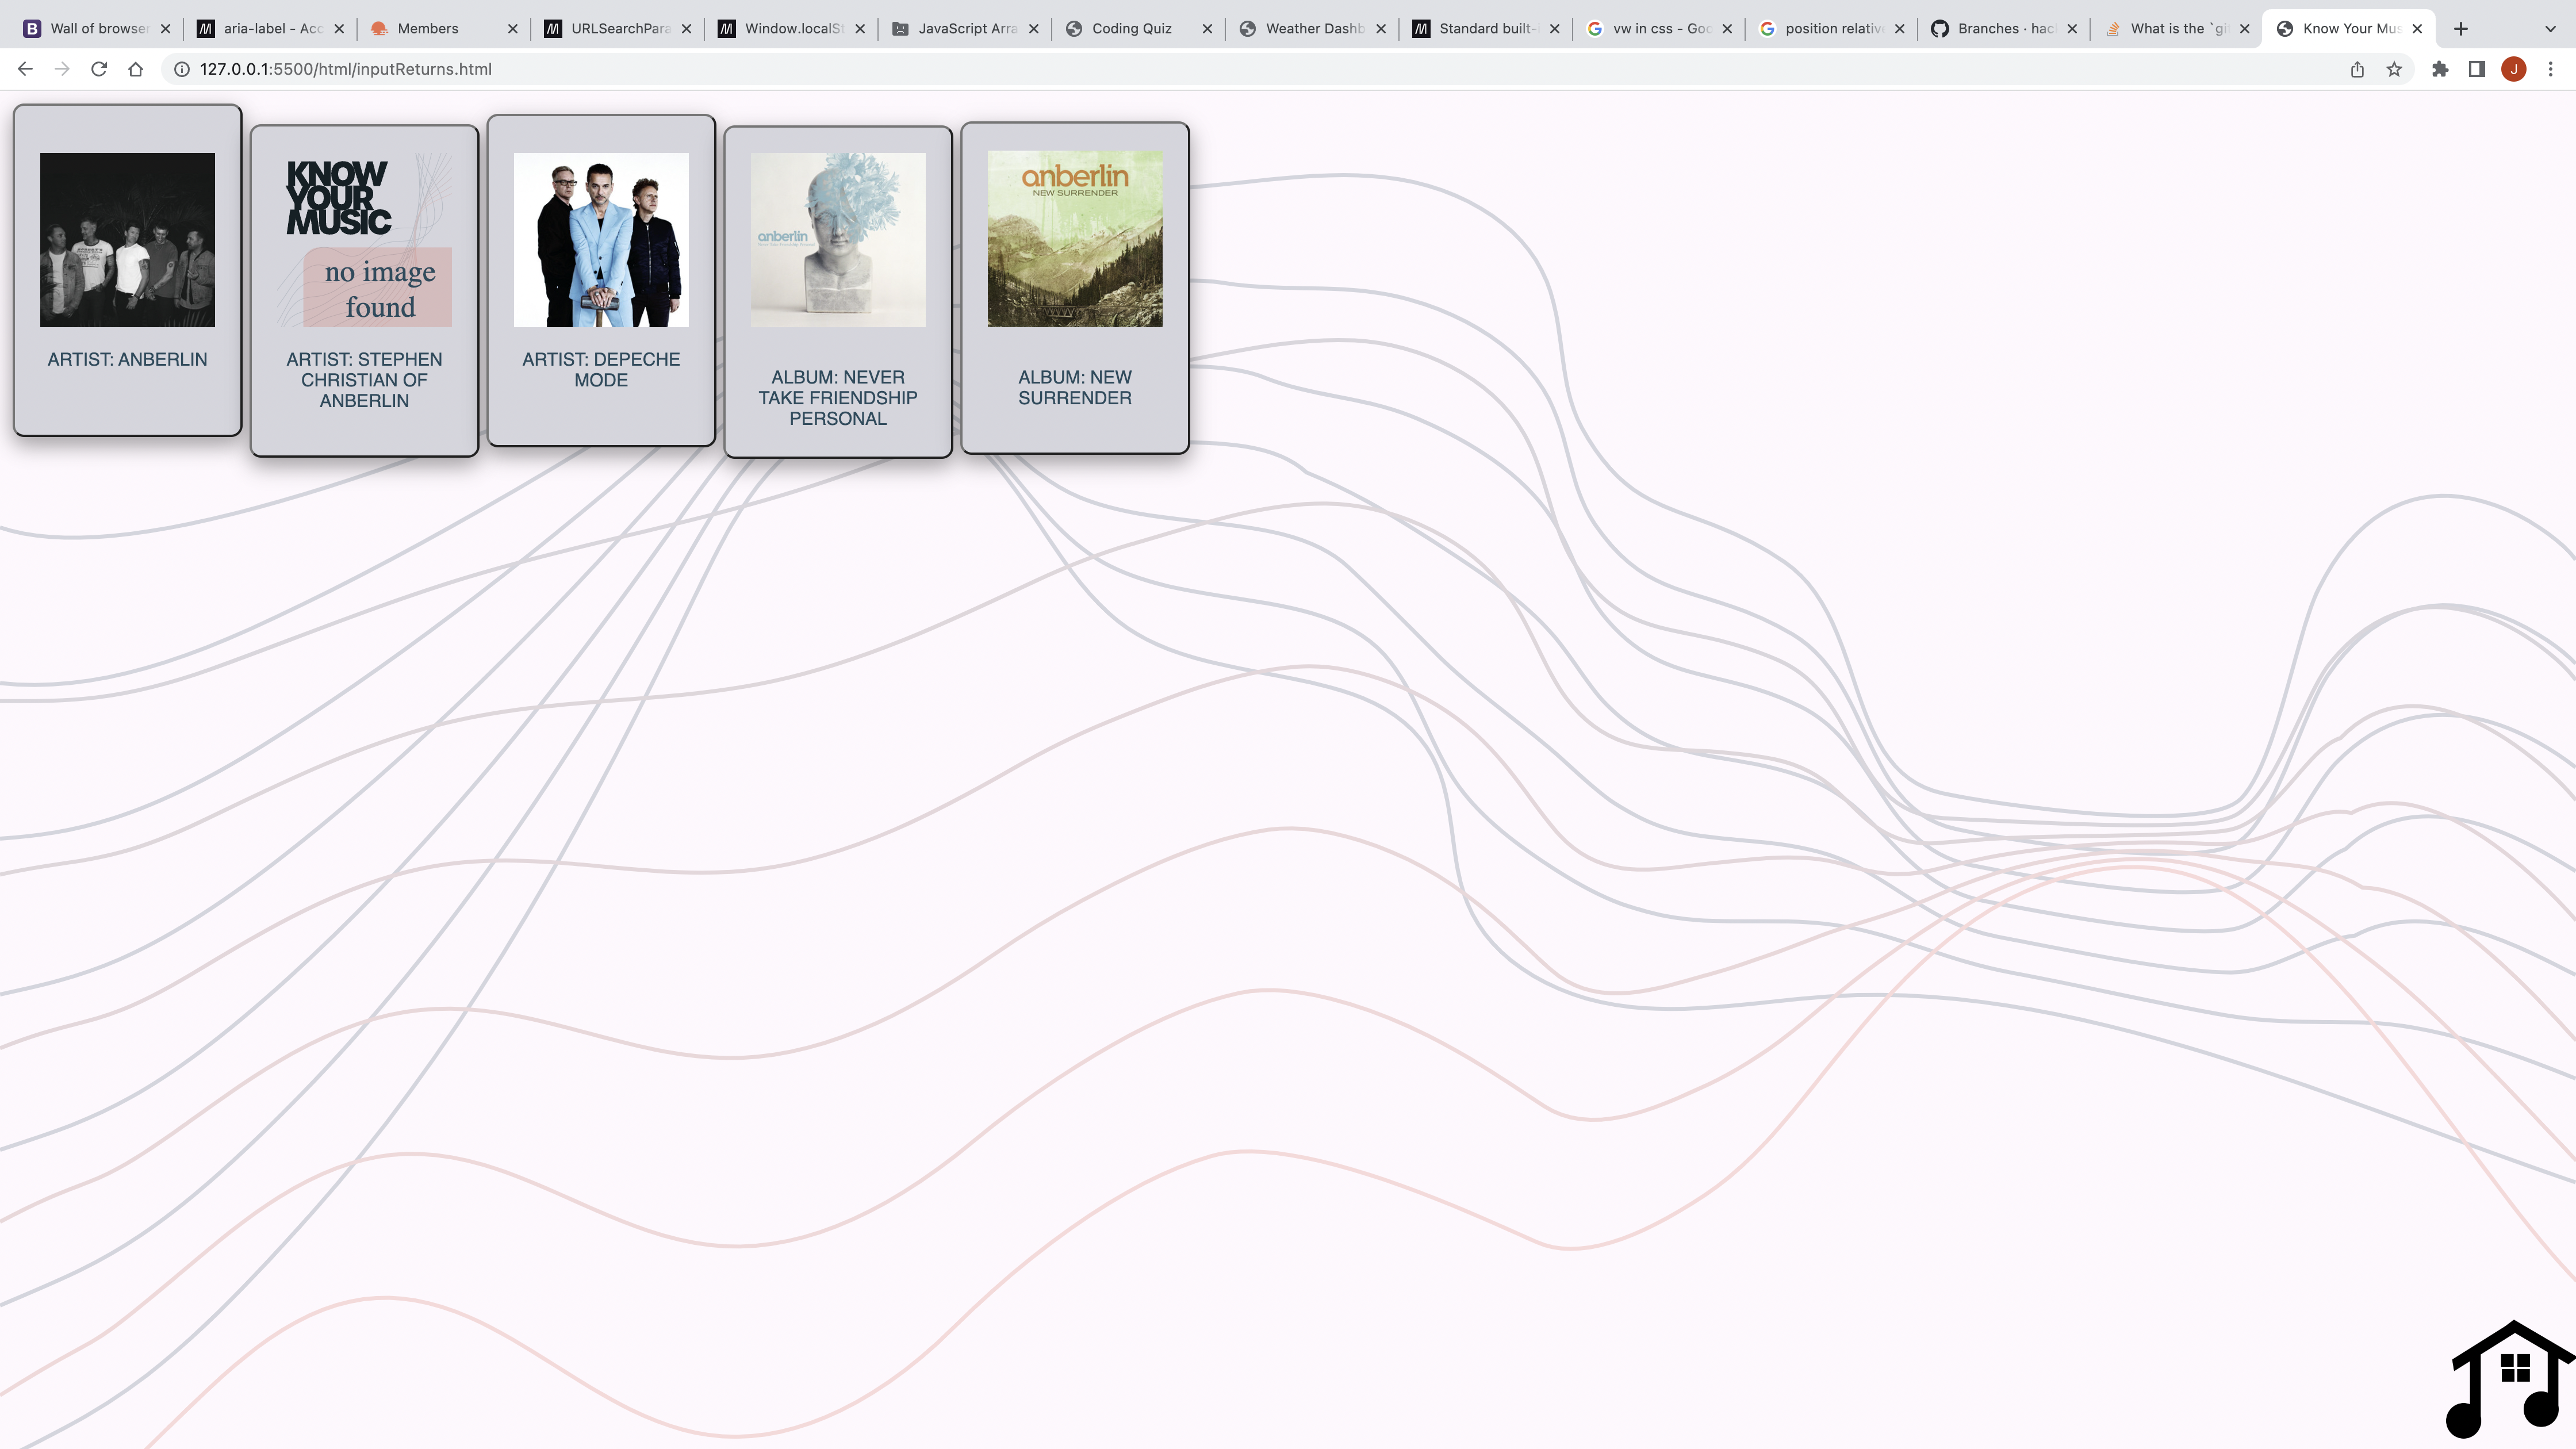 Wall of browser
aria-label - Acc
Members
URLSearchPara
Window.localSt
JavaScript Arra
Coding Quiz
Weather Dashb
Standard built-
vw in css - Goo
position relative
Branches · hac
What is the `git
Know Your Mus
127.0.0.1:5500/html/inputReturns.html
J
ARTIST: ANBERLIN
KNOW
YOUR
MUSIC
no image
found
ARTIST: STEPHEN
CHRISTIAN OF
ANBERLIN
ARTIST: DEPECHE
MODE
anberlin
ALBUM: NEVER
TAKE FRIENDSHIP
PERSONAL
anberlin
NEW SURRENDER
ALBUM: NEW
SURRENDER